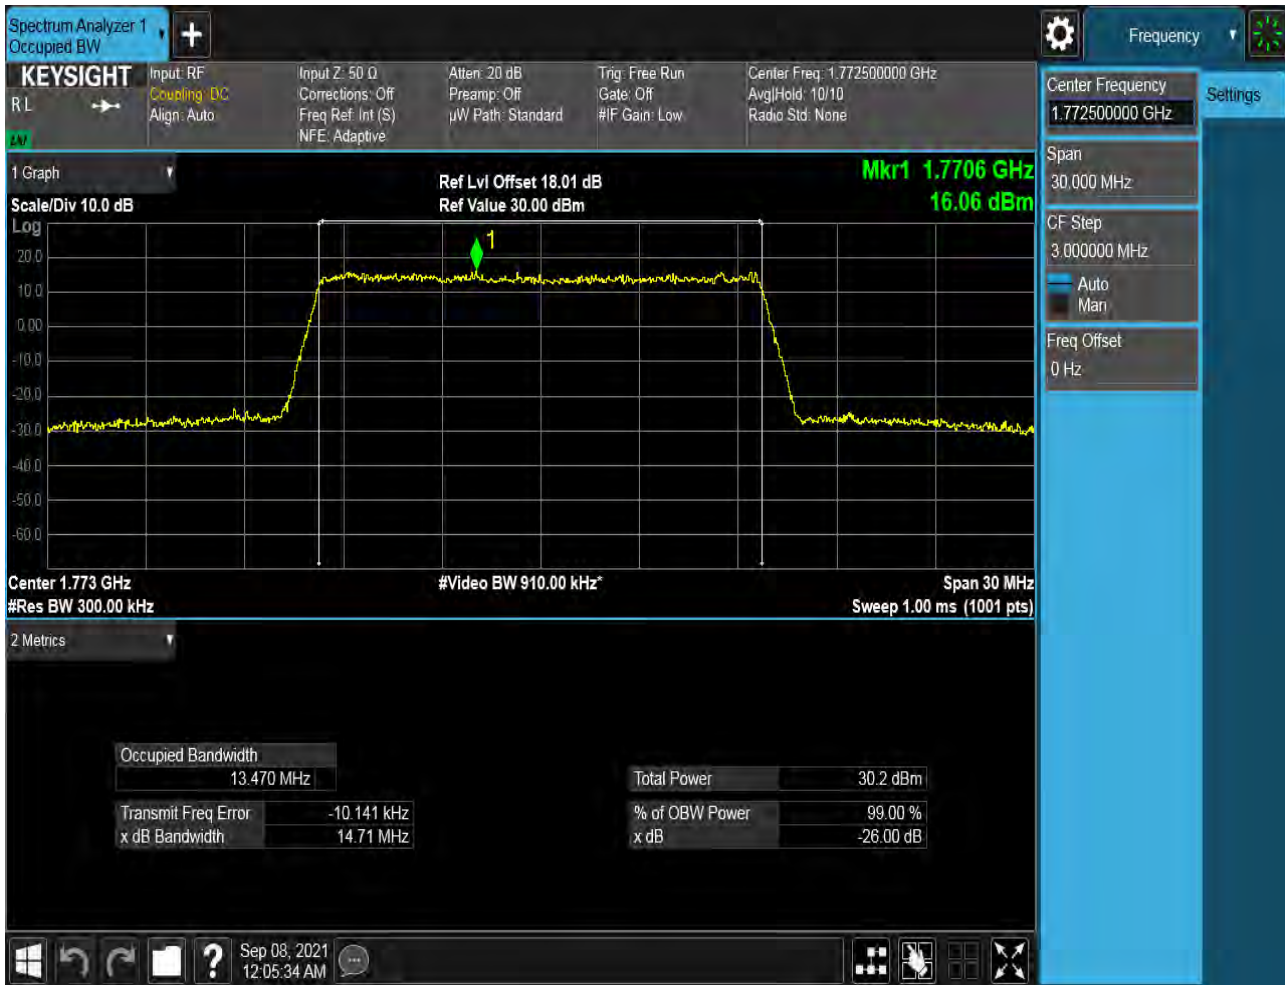 Spectrum Analyzer 1
Occupied BW
Frequency
KEYSIGHT
R L
Input: RF
Coupling: DC
Align: Auto
Input Z: 50 Ω
Corrections: Off
Freq Ref: Int (S)
NFE: Adaptive
Atten: 20 dB
Preamp: Off
µW Path: Standard
Trig: Free Run
Gate: Off
#IF Gain: Low
Center Freq: 1.772500000 GHz
Avg|Hold: 10/10
Radio Std: None
Center Frequency
1.772500000 GHz
Settings
Span
30.000 MHz
CF Step
3.000000 MHz
Auto
Man
Freq Offset
0 Hz
1 Graph
Scale/Div 10.0 dB
Ref Lvl Offset 18.01 dB
Ref Value 30.00 dBm
Mkr1 1.7706 GHz
16.06 dBm
Log
1
20.0
10.0
0.00
-10.0
-20.0
-30.0
-40.0
-50.0
-60.0
Center 1.773 GHz
#Res BW 300.00 kHz
#Video BW 910.00 kHz*
Span 30 MHz
Sweep 1.00 ms (1001 pts)
2 Metrics
Occupied Bandwidth
13.470 MHz
Transmit Freq Error -10.141 kHz
x dB Bandwidth 14.71 MHz
Total Power 30.2 dBm
% of OBW Power 99.00 %
x dB -26.00 dB
?
Sep 08, 2021
12:05:34 AM